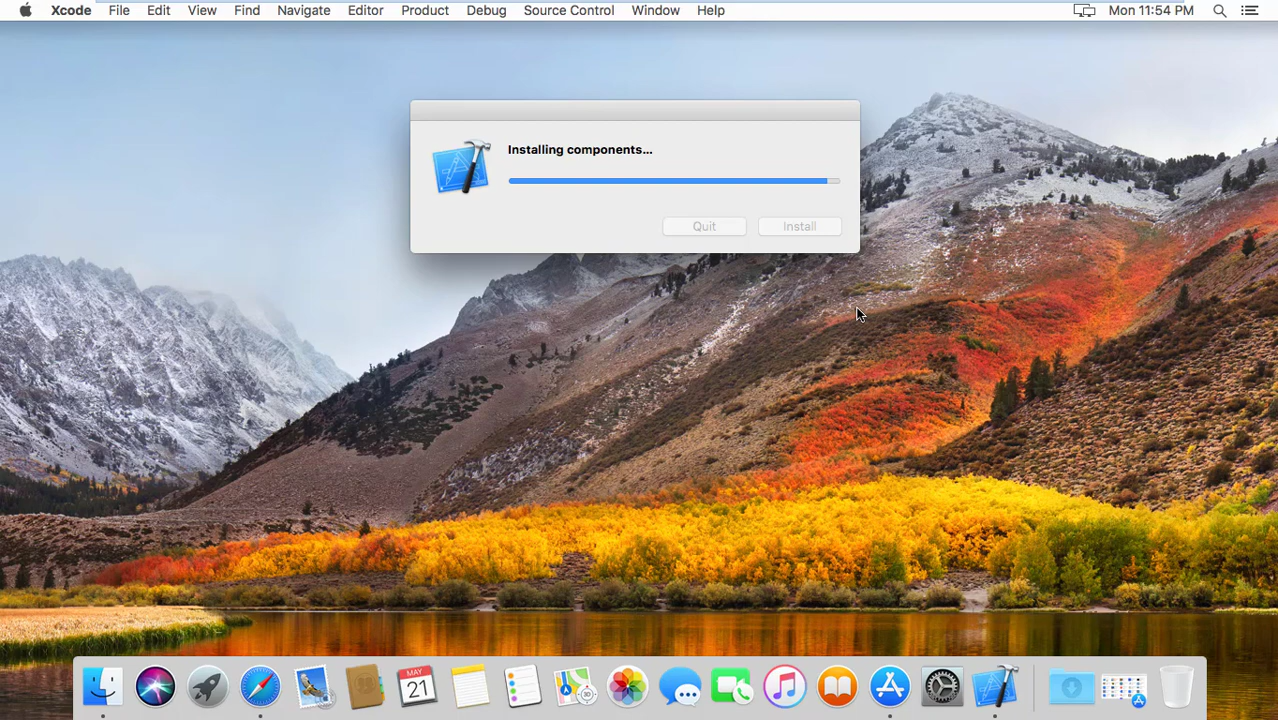 Xcode File Edit View Find Navigate Editor Product Debug Source Control Window Help Mon 11:54 PM
Installing components...
Quit Install
MAY
21